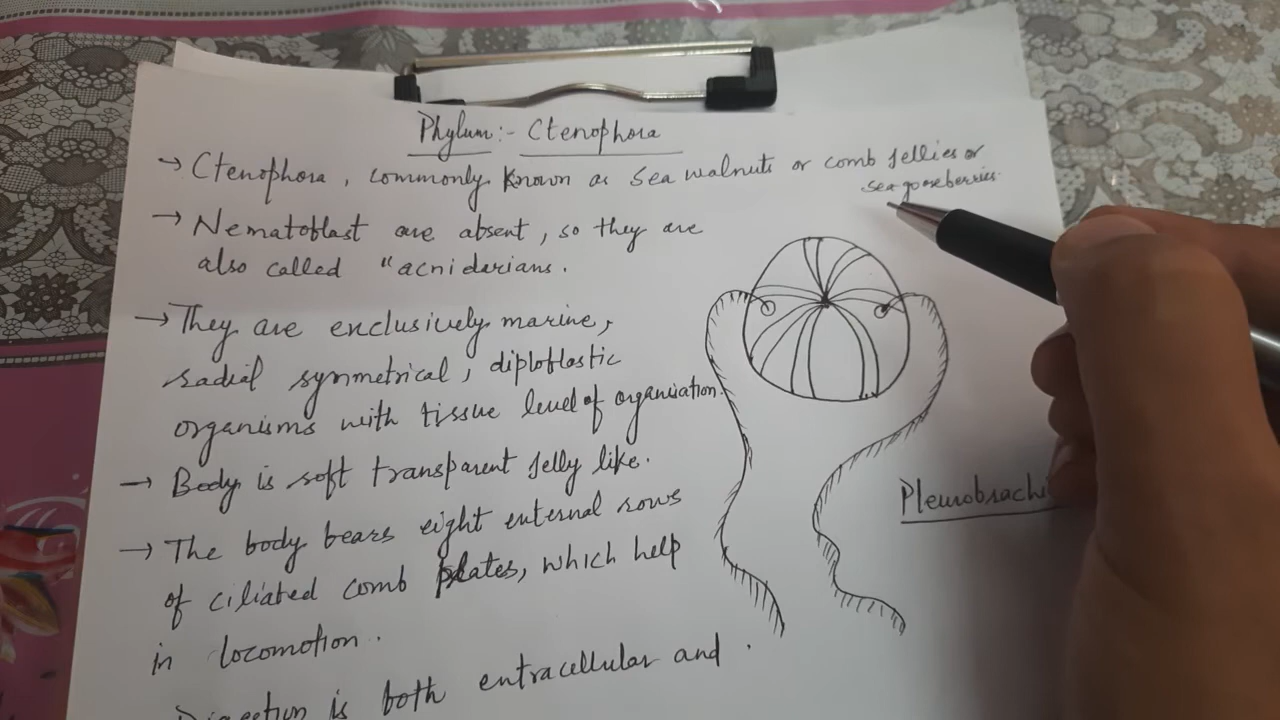 Phylum:- Ctenophora
→ Ctenophora, commonly known as sea walnuts or comb jellies or
sea gooseberries.
→ Nematoblast are absent, so they are
also called "acnidarians.
→ They are exclusively marine,
radial symmetrical, diploblastic
organisms with tissue level of organisation.
→ Body is soft transparent jelly like.
→ The body bears eight external rows
of ciliated comb plates, which help
in locomotion.
Pleurobrachi
Digestion is both extracellular and